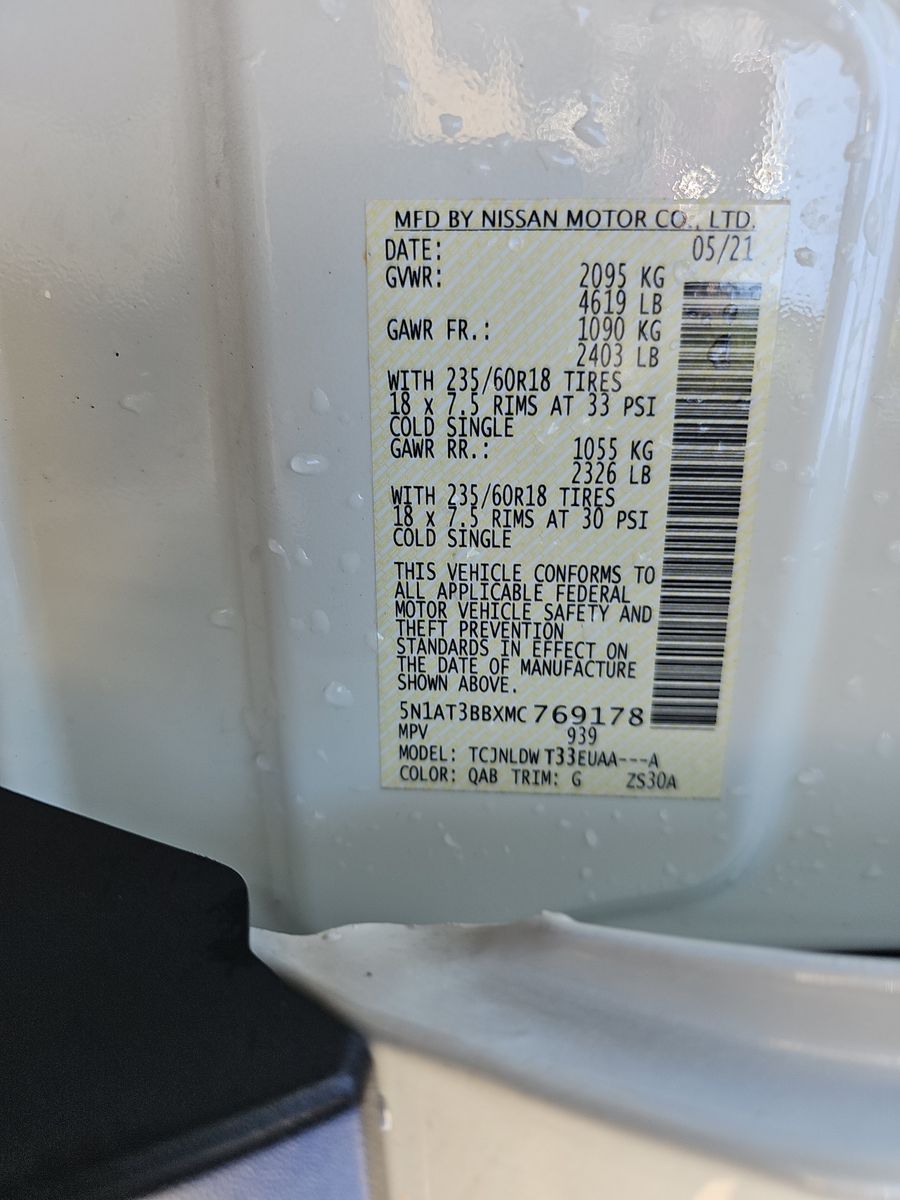 MFD BY NISSAN MOTOR CO., LTD.
DATE: 05/21
GVWR: 2095 KG
4619 LB
GAWR FR.: 1090 KG
2403 LB
WITH 235/60R18 TIRES
18 x 7.5 RIMS AT 33 PSI
COLD SINGLE
GAWR RR.: 1055 KG
2326 LB
WITH 235/60R18 TIRES
18 x 7.5 RIMS AT 30 PSI
COLD SINGLE
THIS VEHICLE CONFORMS TO
ALL APPLICABLE FEDERAL
MOTOR VEHICLE SAFETY AND
THEFT PREVENTION
STANDARDS IN EFFECT ON
THE DATE OF MANUFACTURE
SHOWN ABOVE.
5N1AT3BBXMC769178
MPV 939
MODEL: TCJNLDW T33EUAA---A
COLOR: QAB TRIM: G ZS30A